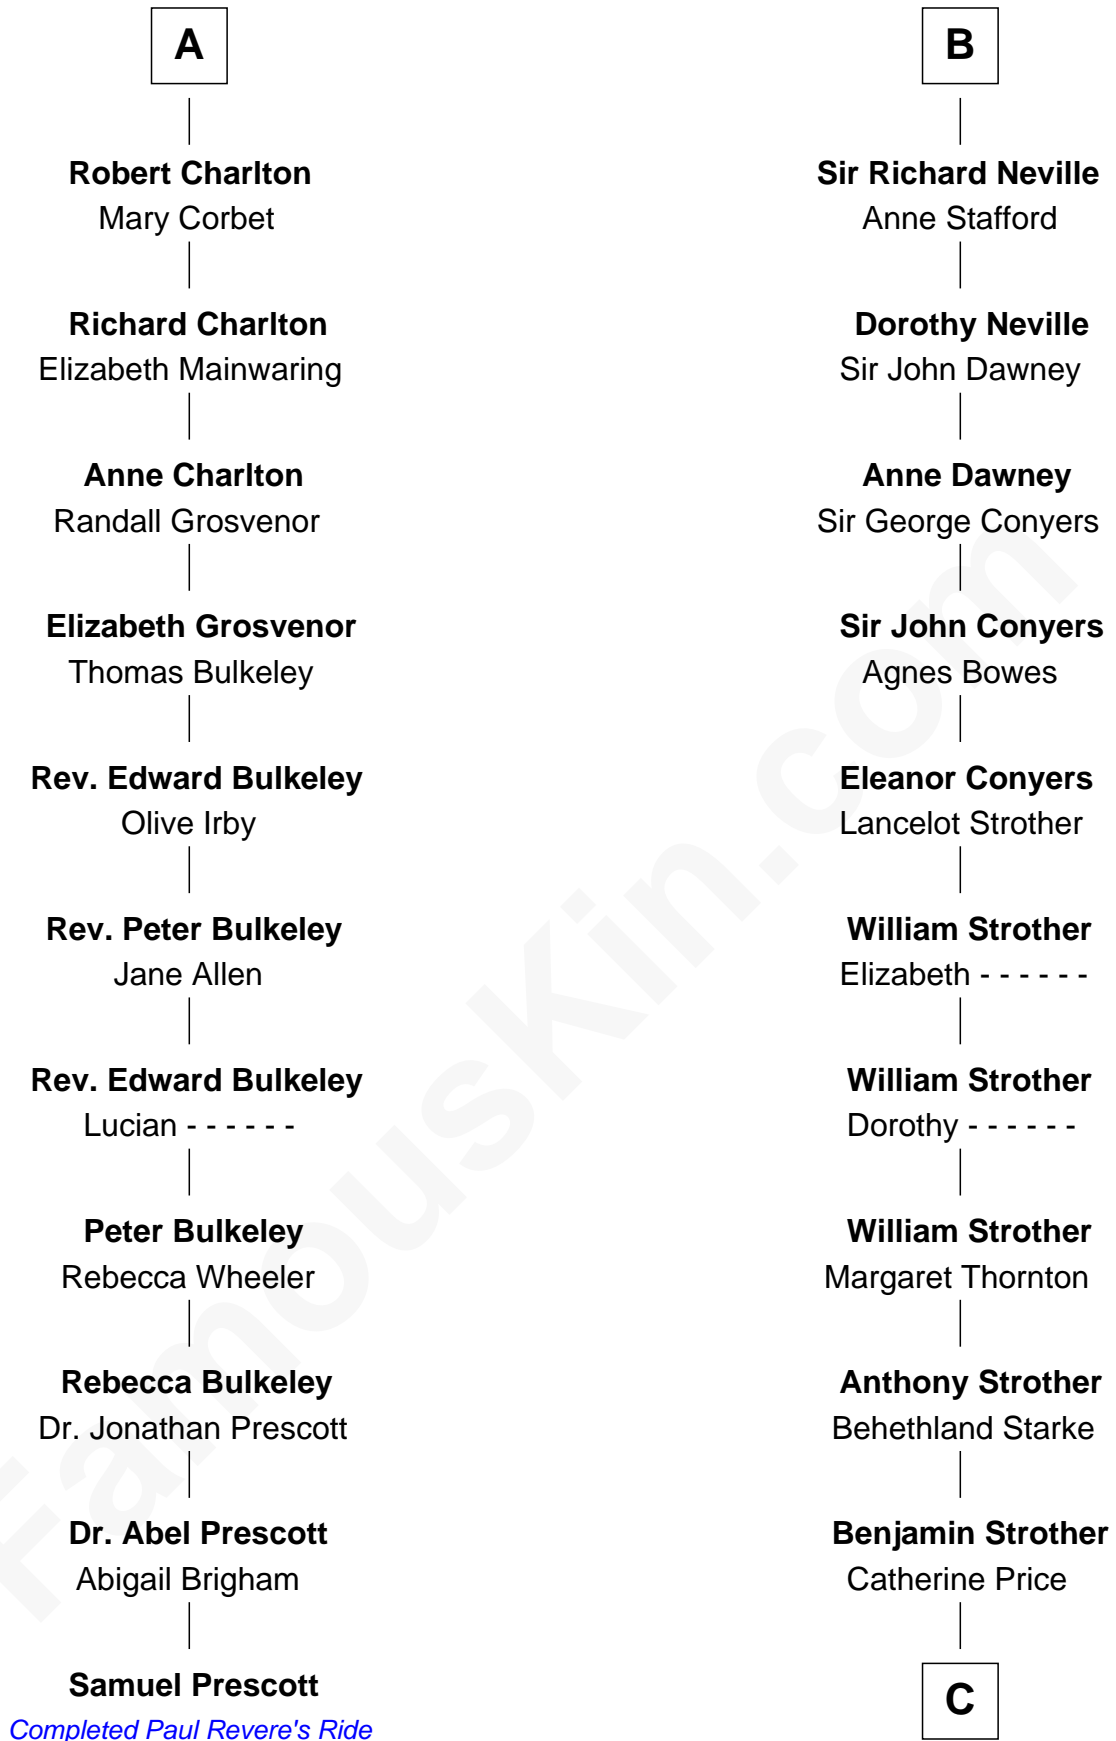 A
Robert Charlton
Mary Corbet
Richard Charlton
Elizabeth Mainwaring
Anne Charlton
Randall Grosvenor
Elizabeth Grosvenor
Thomas Bulkeley
Rev. Edward Bulkeley
Olive Irby
Rev. Peter Bulkeley
Jane Allen
Rev. Edward Bulkeley
Lucian - - - - - -
Peter Bulkeley
Rebecca Wheeler
Rebecca Bulkeley
Dr. Jonathan Prescott
Dr. Abel Prescott
Abigail Brigham
Samuel Prescott
Completed Paul Revere's Ride
B
Sir Richard Neville
Anne Stafford
Dorothy Neville
Sir John Dawney
Anne Dawney
Sir George Conyers
Sir John Conyers
Agnes Bowes
Eleanor Conyers
Lancelot Strother
William Strother
Elizabeth - - - - - -
William Strother
Dorothy - - - - - -
William Strother
Margaret Thornton
Anthony Strother
Behethland Starke
Benjamin Strother
Catherine Price
C
FamousKin.com